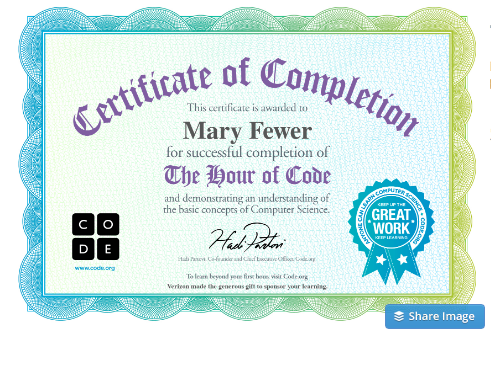 Certificate of Completion
This certificate is awarded to
Mary Fewer
for successful completion of
The Hour of Code
and demonstrating an understanding of
the basic concepts of Computer Science.
CO
DE
www.code.org
Hadi Partovi
Hadi Partovi, Co-founder and Chief Executive Officer, Code.org
To learn beyond your first hour, visit Code.org
Verizon made the generous gift to sponsor your learning.
ANYONE CAN LEARN COMPUTER SCIENCE
KEEP UP THE
GREAT
WORK
KEEP LEARNING
Share Image